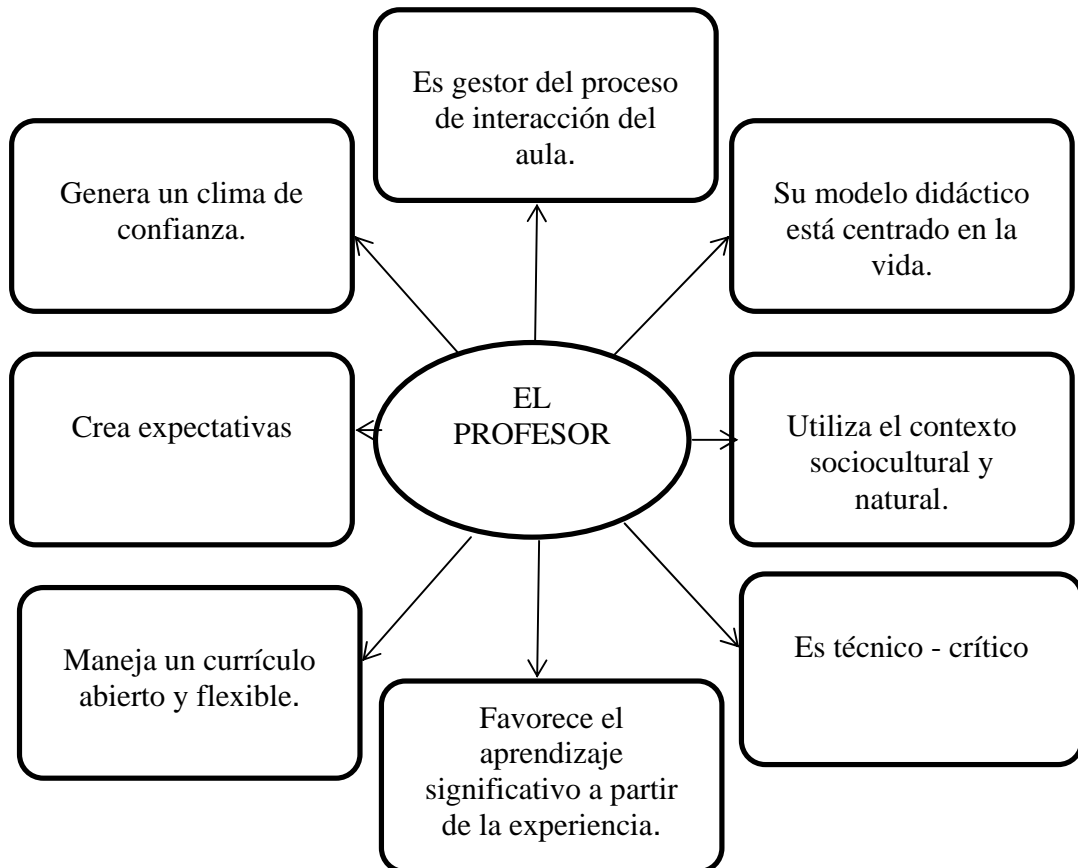 Es gestor del proceso
de interacción del
aula.
Genera un clima de
confianza.
Su modelo didáctico
está centrado en la
vida.
Crea expectativas
EL
PROFESOR
Utiliza el contexto
sociocultural y
natural.
Maneja un currículo
abierto y flexible.
Es técnico - crítico
Favorece el
aprendizaje
significativo a partir
de la experiencia.